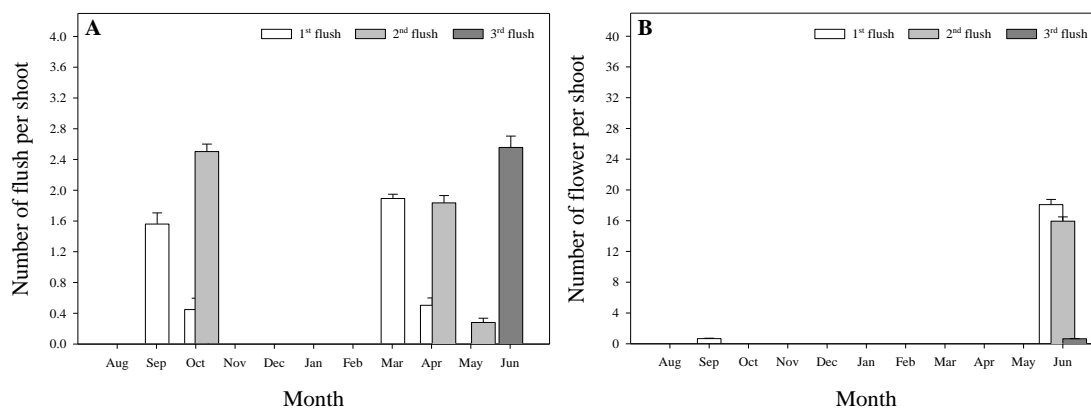 A
1st flush 2nd flush 3rd flush
Number of flush per shoot
4.0
3.6
3.2
2.8
2.4
2.0
1.6
1.2
0.8
0.4
0.0
Aug Sep Oct Nov Dec Jan Feb Mar Apr May Jun
Month
B
1st flush 2nd flush 3rd flush
Number of flower per shoot
40
36
32
28
24
20
16
12
8
4
0
Aug Sep Oct Nov Dec Jan Feb Mar Apr May Jun
Month